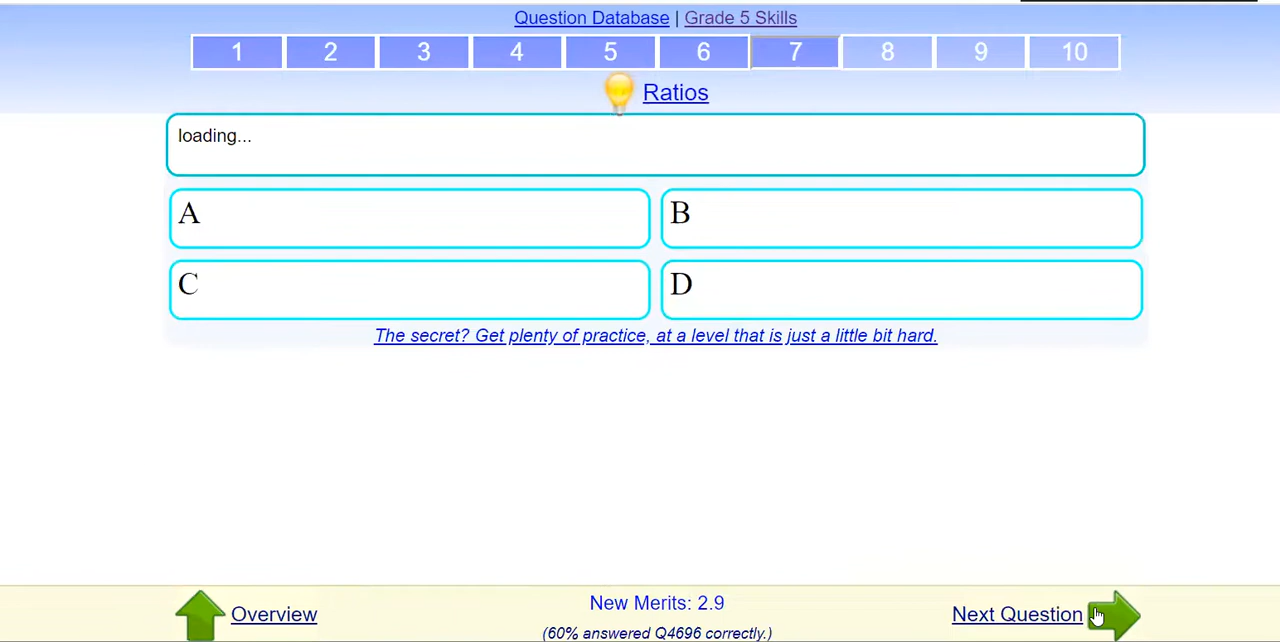 Question Database | Grade 5 Skills
1 2 3 4 5 6 7 8 9 10
Ratios
loading...
A B
C D
The secret? Get plenty of practice, at a level that is just a little bit hard.
Overview New Merits: 2.9 Next Question
(60% answered Q4696 correctly.)